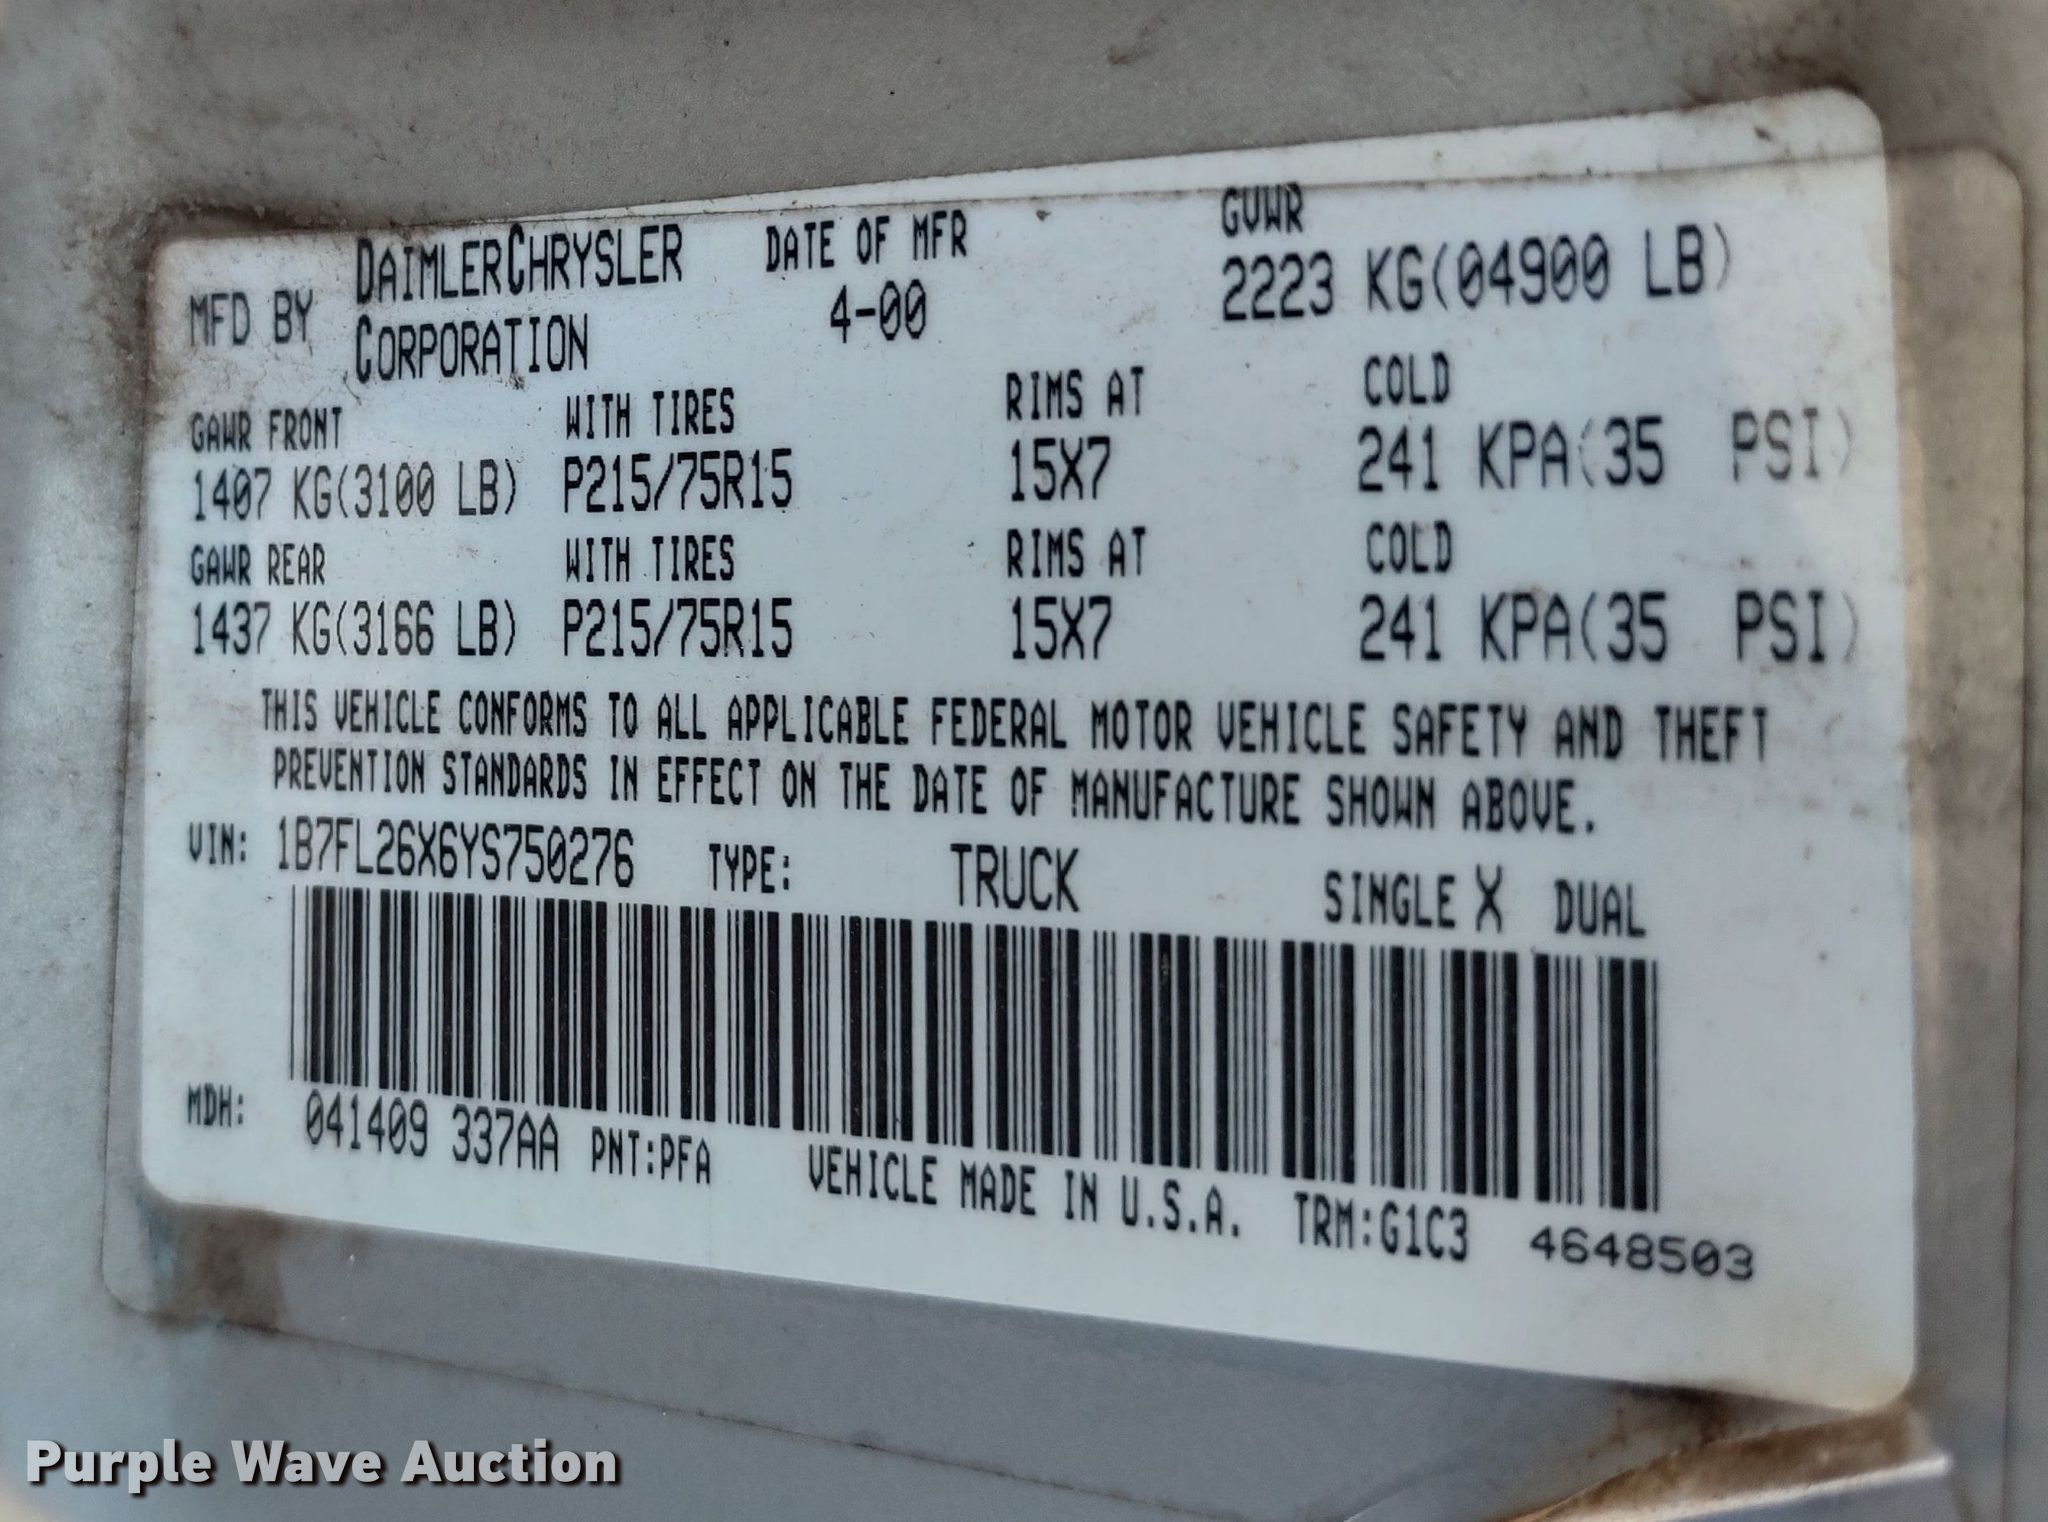 MFD BY DAIMLERCHRYSLER CORPORATION DATE OF MFR 4-00 GVWR 2223 KG(04900 LB)
GAWR FRONT WITH TIRES RIMS AT COLD
1407 KG(3100 LB) P215/75R15 15X7 241 KPA(35 PSI)
GAWR REAR WITH TIRES RIMS AT COLD
1437 KG(3166 LB) P215/75R15 15X7 241 KPA(35 PSI)
THIS VEHICLE CONFORMS TO ALL APPLICABLE FEDERAL MOTOR VEHICLE SAFETY AND THEFT
PREVENTION STANDARDS IN EFFECT ON THE DATE OF MANUFACTURE SHOWN ABOVE.
VIN: 1B7FL26X6YS750276 TYPE: TRUCK SINGLE X DUAL
MDH: 041409 337AA PNT:PFA VEHICLE MADE IN U.S.A. TRM:G1C3 4648503
Purple Wave Auction